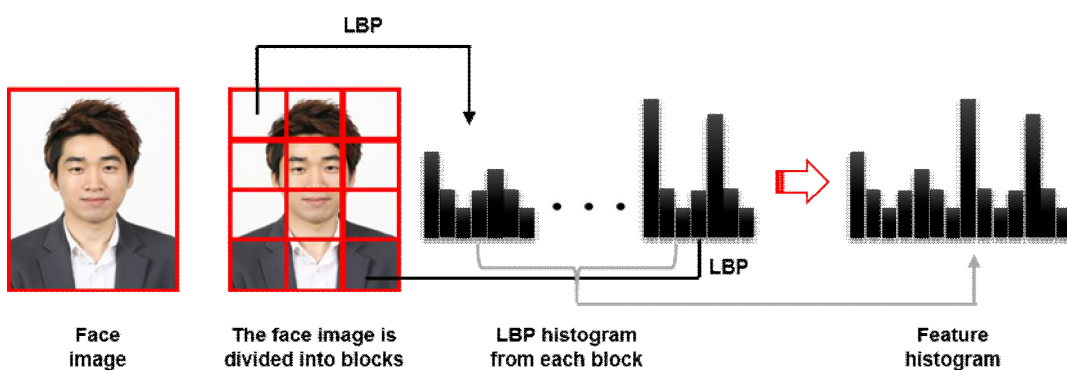 LBP
LBP
Face
image
The face image is
divided into blocks
LBP histogram
from each block
Feature
histogram